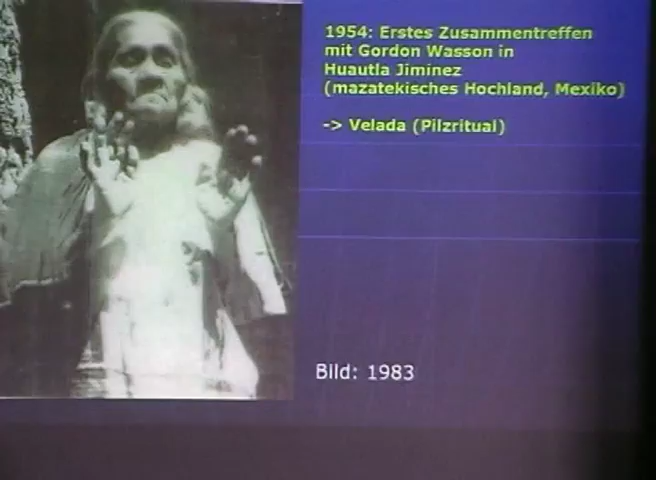 1954: Erstes Zusammentreffen
mit Gordon Wasson in
Huautla Jiminez
(mazatekisches Hochland, Mexiko)
-> Velada (Pilzritual)
Bild: 1983